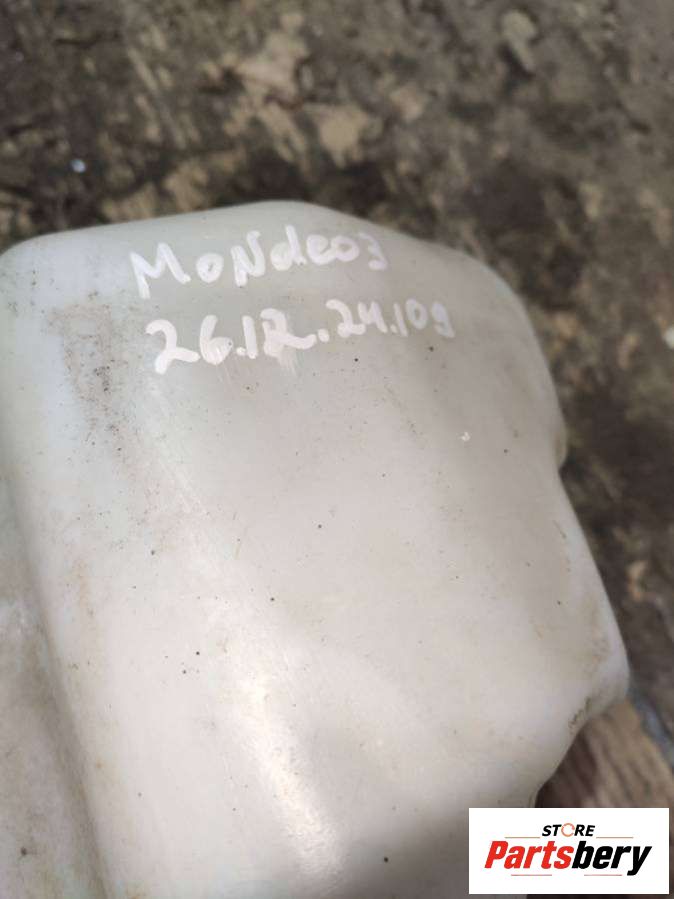 MoNdeo3
26.12.24.109
STORE
Partsbery